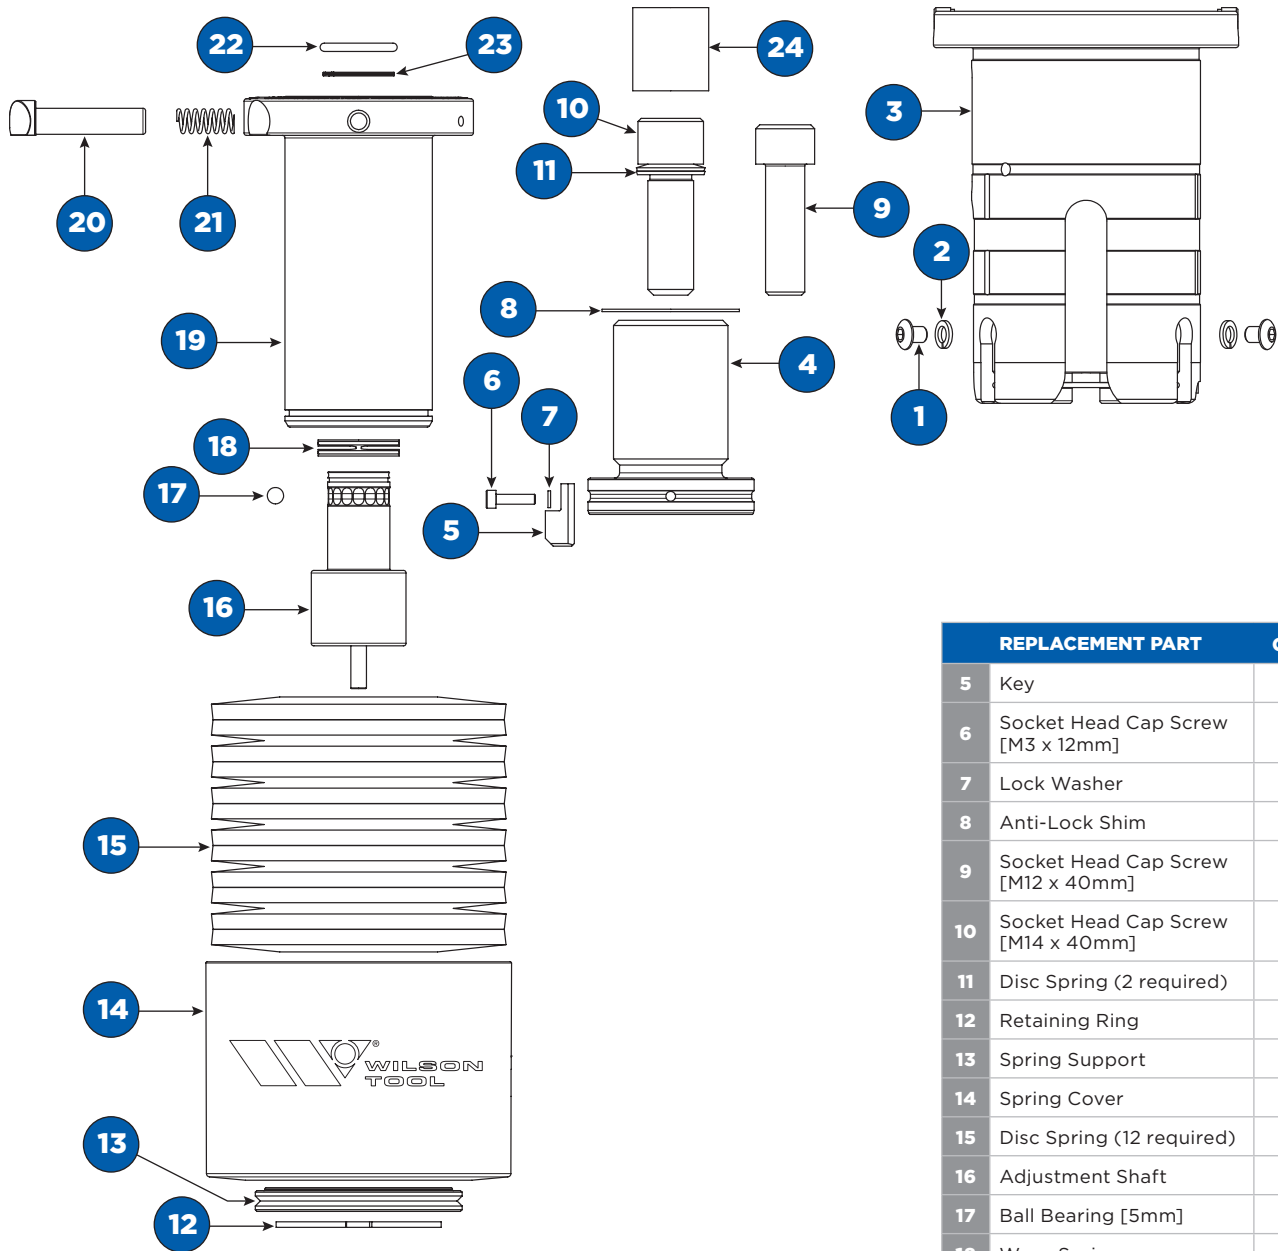 22
23
24
3
10
11
20
21
9
2
8
19
4
6
1
7
18
17
5
16
15
14
WILSON
TOOL
®
13
12
REPLACEMENT PART
5 Key
6 Socket Head Cap Screw
[M3 x 12mm]
7 Lock Washer
8 Anti-Lock Shim
9 Socket Head Cap Screw
[M12 x 40mm]
10 Socket Head Cap Screw
[M14 x 40mm]
11 Disc Spring (2 required)
12 Retaining Ring
13 Spring Support
14 Spring Cover
15 Disc Spring (12 required)
16 Adjustment Shaft
17 Ball Bearing [5mm]